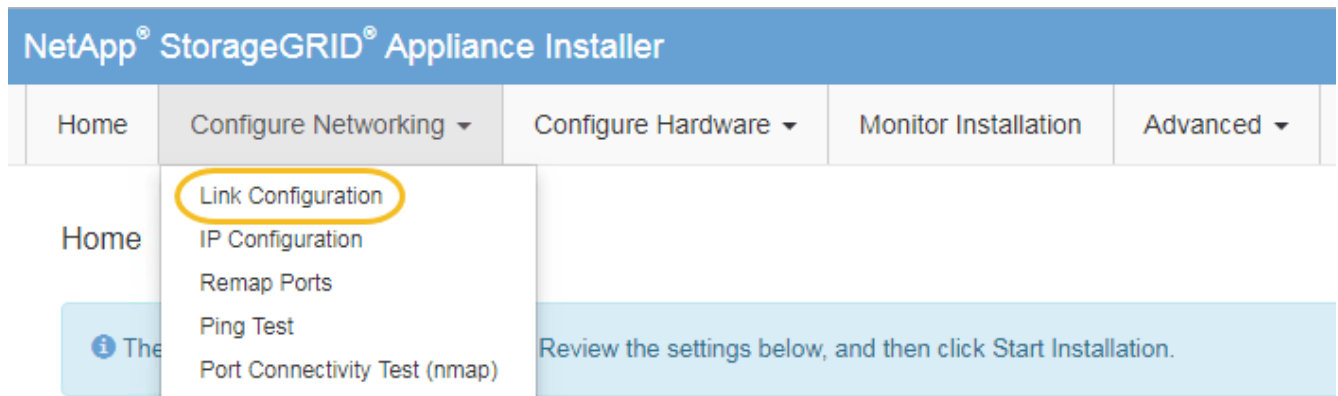 NetApp® StorageGRID® Appliance Installer
Home Configure Networking Configure Hardware Monitor Installation Advanced
Link Configuration
Home
IP Configuration
Remap Ports
Ping Test
The Review the settings below, and then click Start Installation.
Port Connectivity Test (nmap)